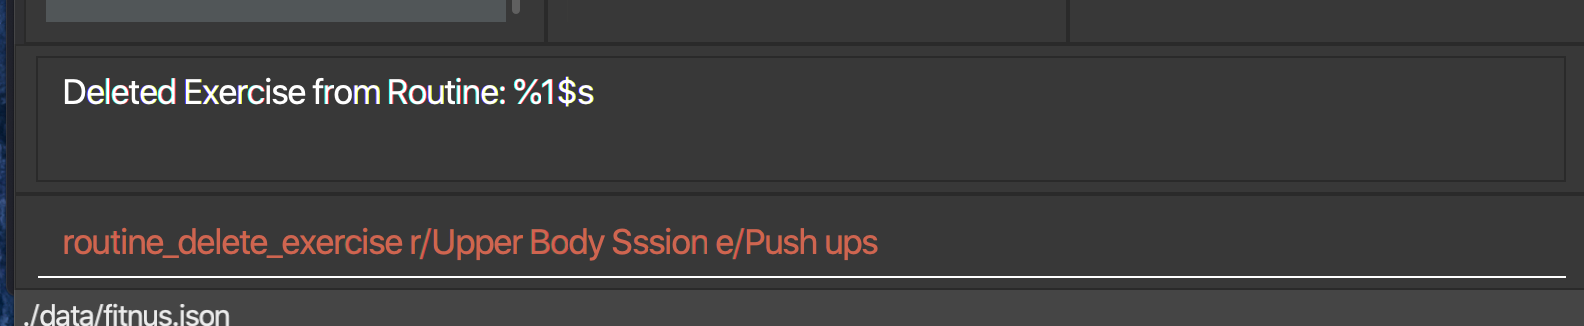 Deleted Exercise from Routine: %1$s
routine_delete_exercise r/Upper Body Sssion e/Push ups
./data/fitnus.json